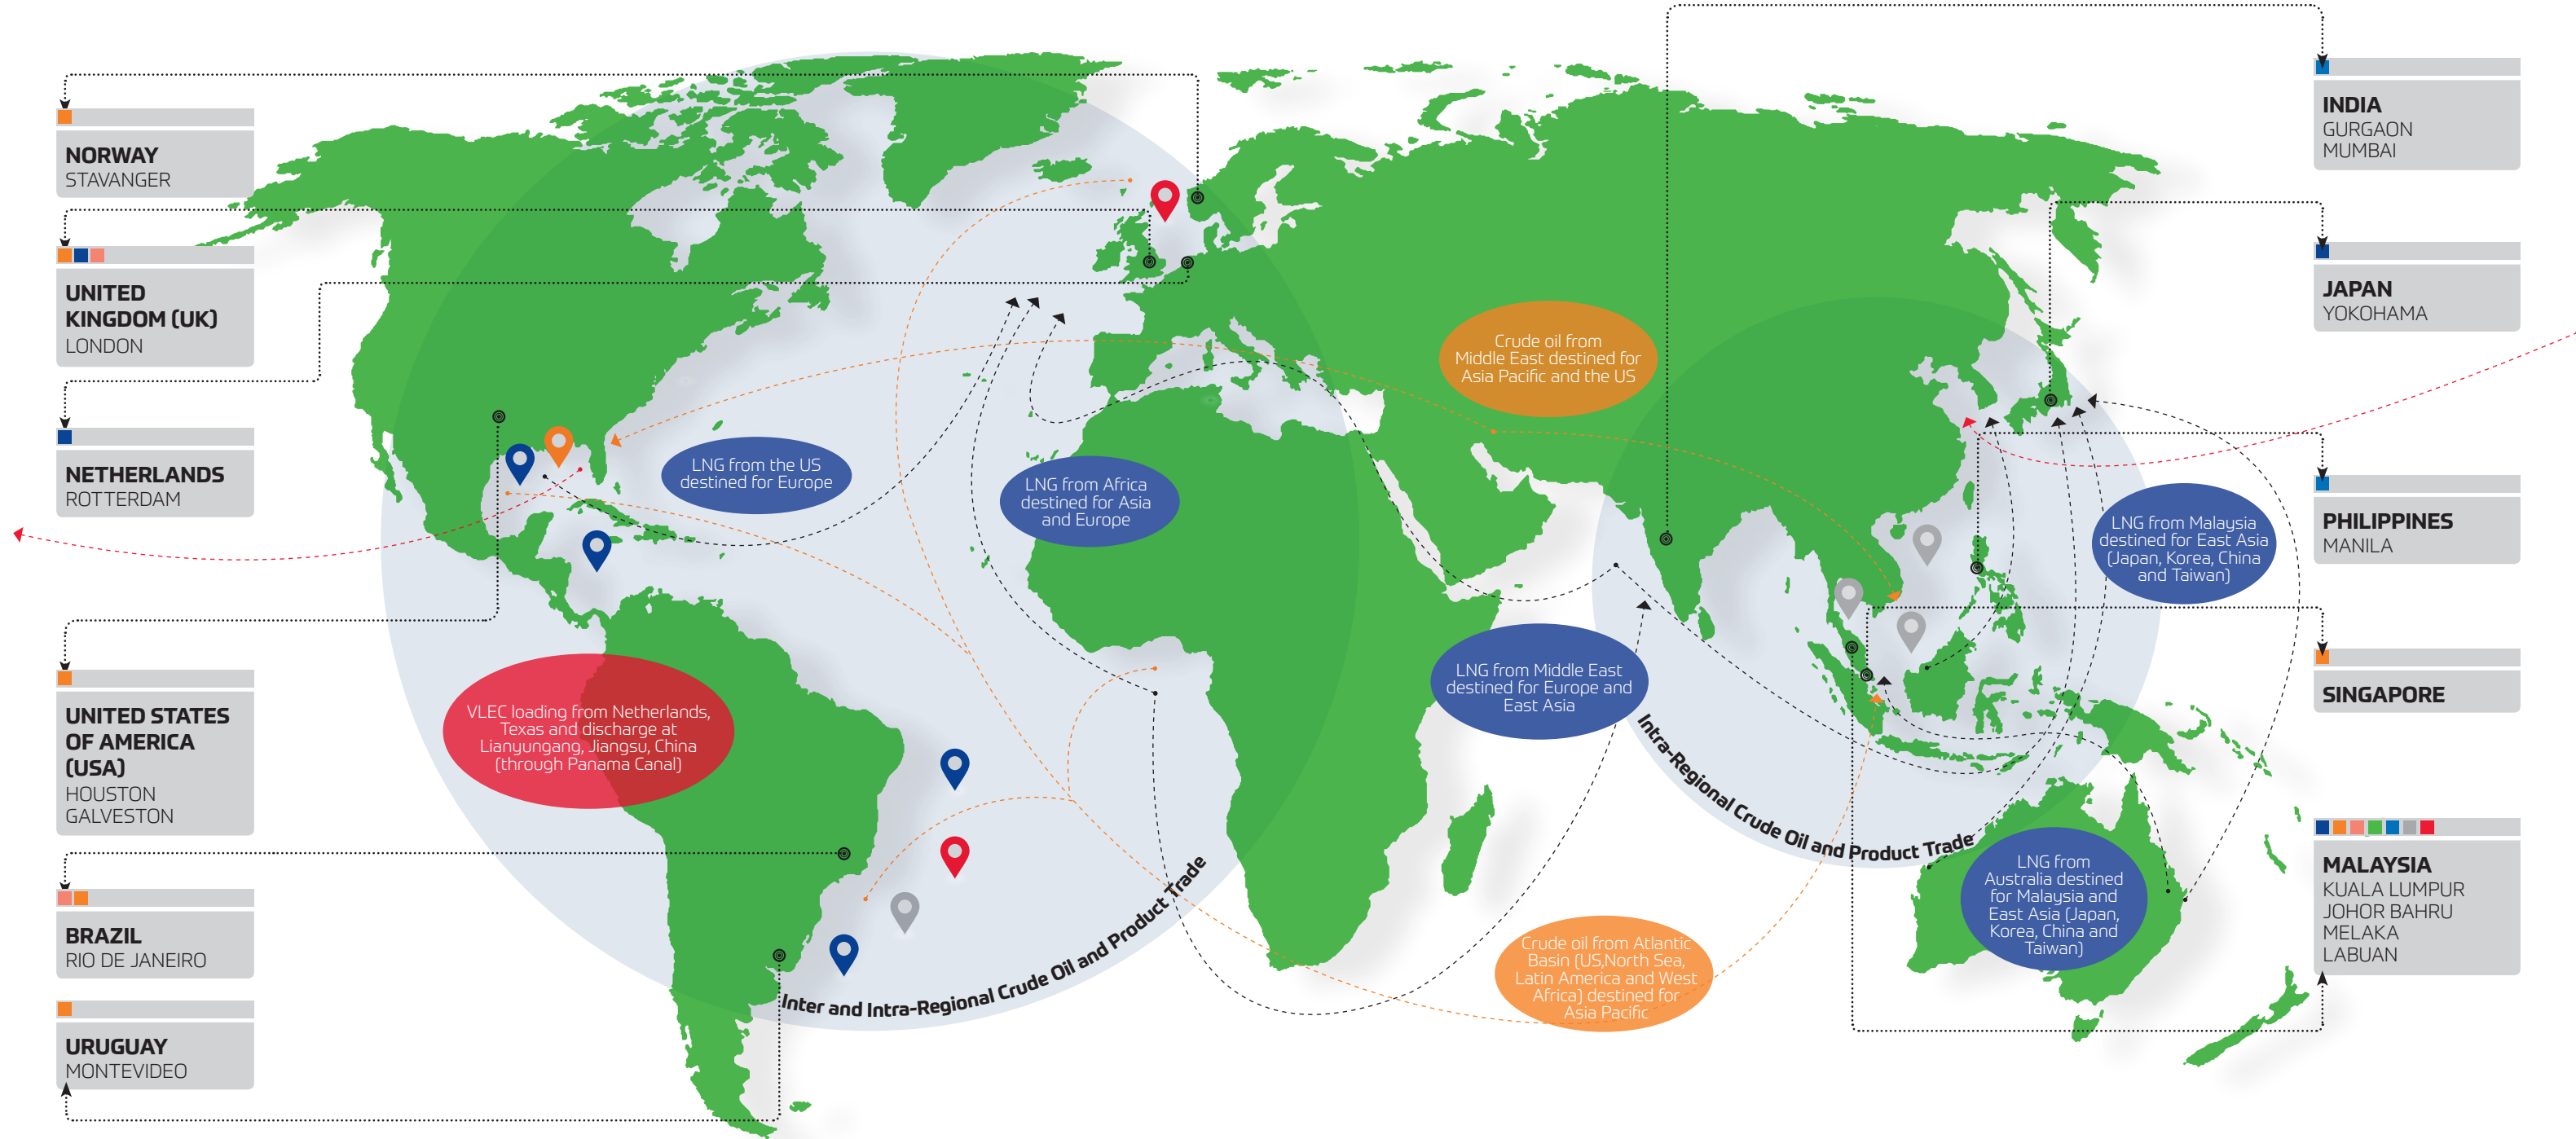 NORWAY
STAVANGER
UNITED
KINGDOM (UK)
LONDON
NETHERLANDS
ROTTERDAM
UNITED STATES
OF AMERICA
(USA)
HOUSTON
GALVESTON
BRAZIL
RIO DE JANEIRO
URUGUAY
MONTEVIDEO
LNG from the US
destined for Europe
LNG from Africa
destined for Asia
and Europe
VLEC loading from Netherlands,
Texas and discharge at
Lianyungang, Jiangsu, China
(through Panama Canal)
Inter and Intra-Regional Crude Oil and Product Trade
Crude oil from
Middle East destined for
Asia Pacific and the US
LNG from Middle East
destined for Europe and
East Asia
Crude oil from Atlantic
Basin (US,North Sea,
Latin America and West
Africa) destined for
Asia Pacific
Intra-Regional Crude Oil and Product Trade
LNG from Malaysia
destined for East Asia
(Japan, Korea, China
and Taiwan)
LNG from
Australia destined
for Malaysia and
East Asia (Japan,
Korea, China and
Taiwan)
INDIA
GURGAON
MUMBAI
JAPAN
YOKOHAMA
PHILIPPINES
MANILA
SINGAPORE
MALAYSIA
KUALA LUMPUR
JOHOR BAHRU
MELAKA
LABUAN